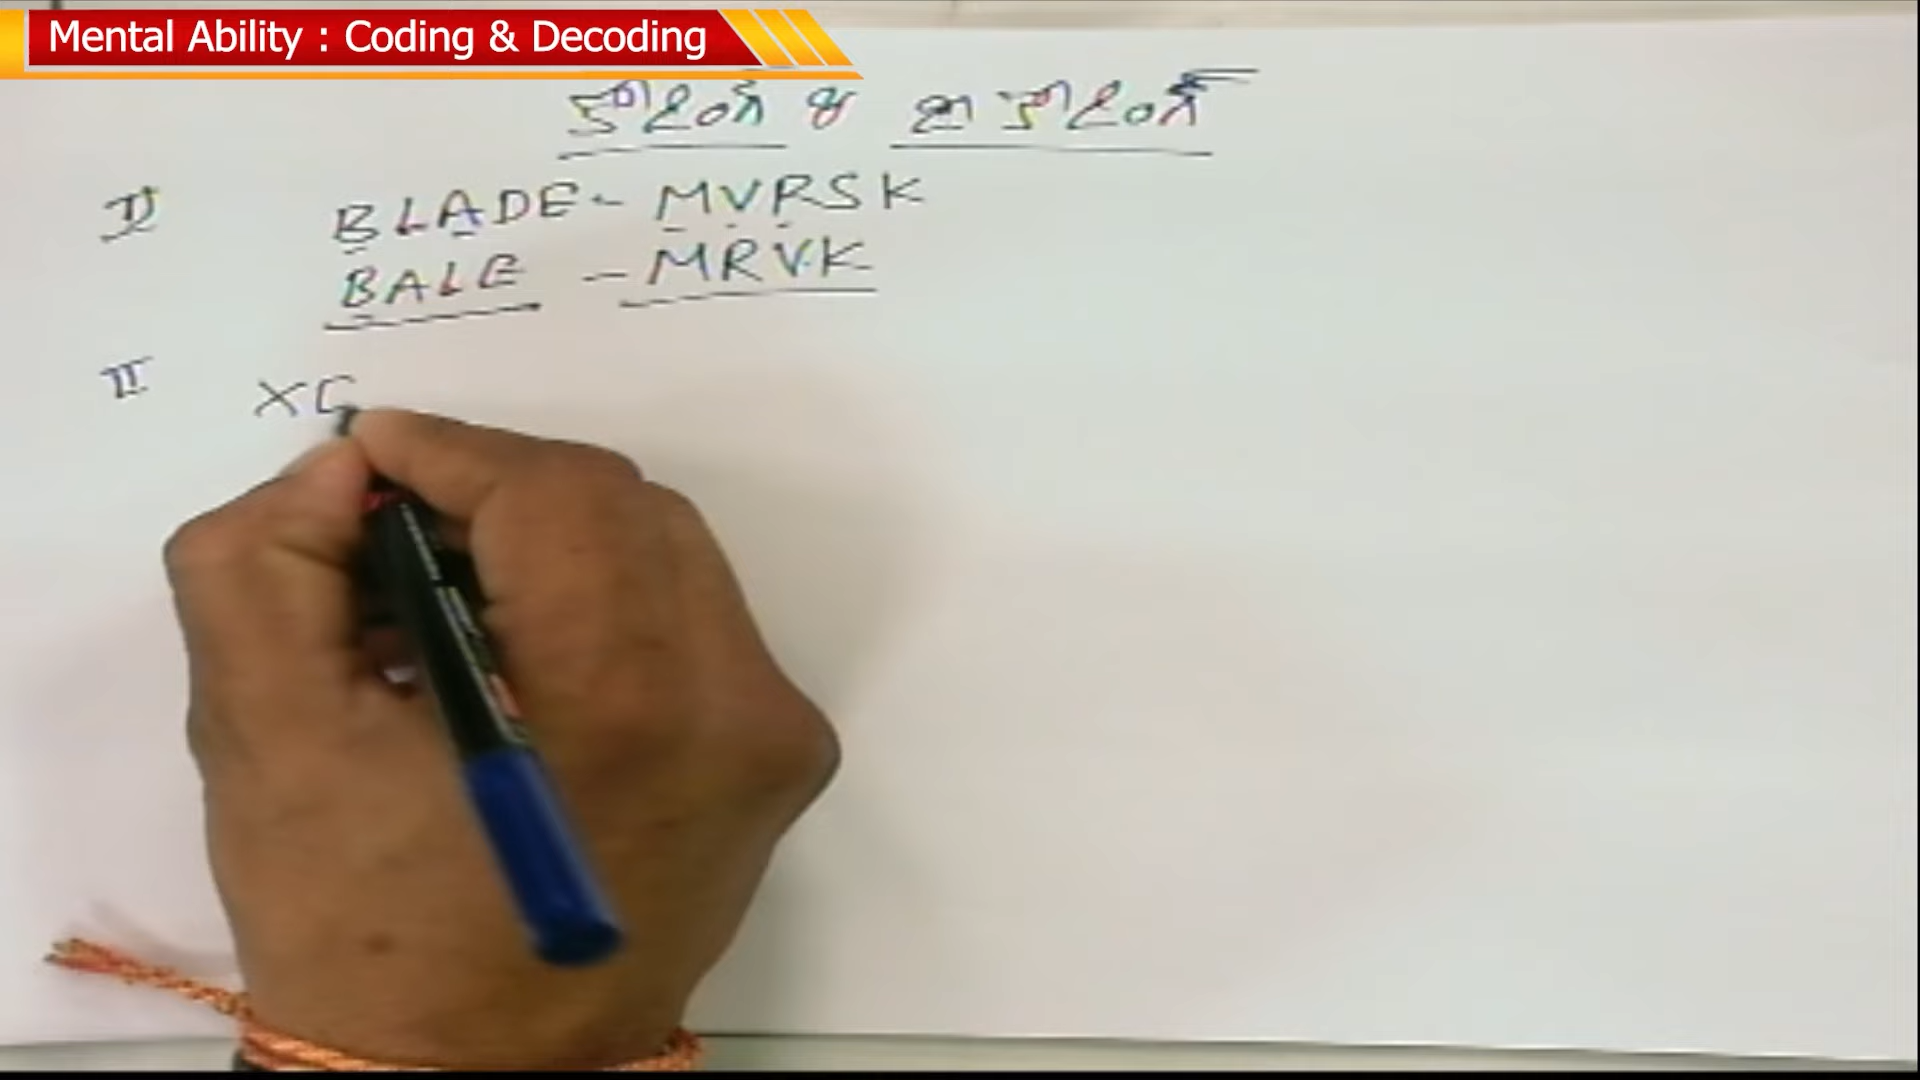 Mental Ability : Coding & Decoding
కోడింగ్ & డీకోడింగ్
I) BLADE - MVRSK
BALE - MRVK
II XG